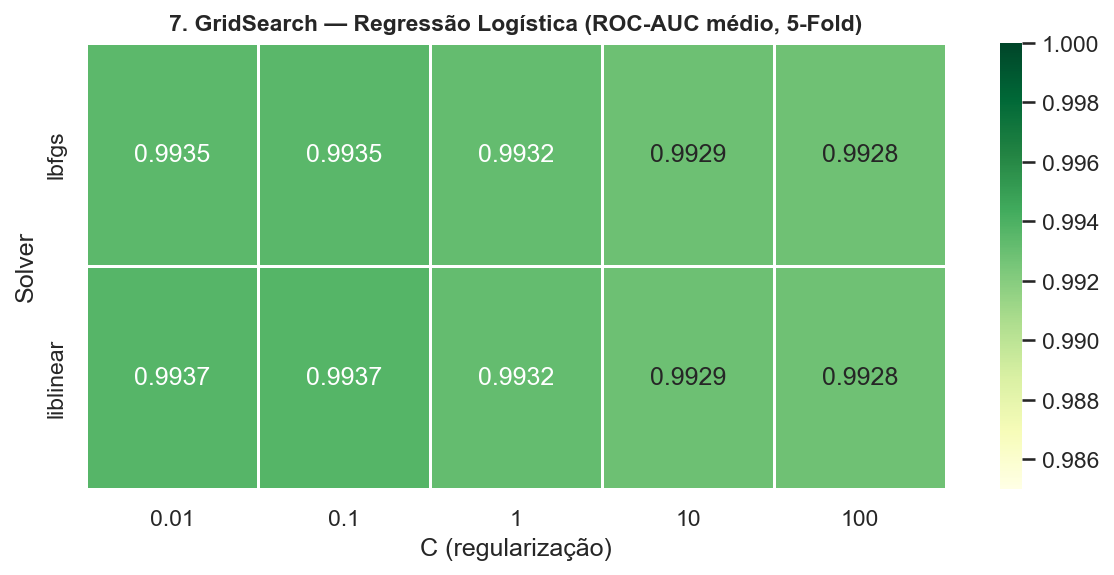 7. GridSearch — Regressão Logística (ROC-AUC médio, 5-Fold)
Solver
lbfgs
0.9935 0.9935 0.9932 0.9929 0.9928
liblinear
0.9937 0.9937 0.9932 0.9929 0.9928
0.01 0.1 1 10 100
C (regularização)
1.000
0.998
0.996
0.994
0.992
0.990
0.988
0.986